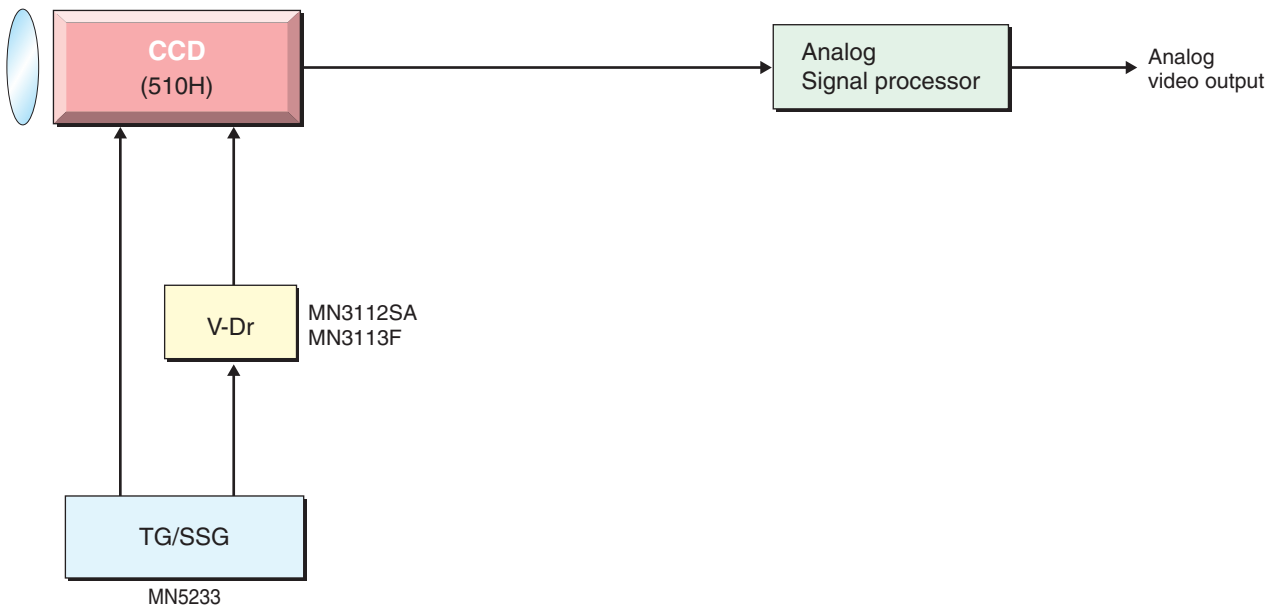 CCD
(510H)
Analog
Signal processor
Analog
video output
V-Dr
MN3112SA
MN3113F
TG/SSG
MN5233